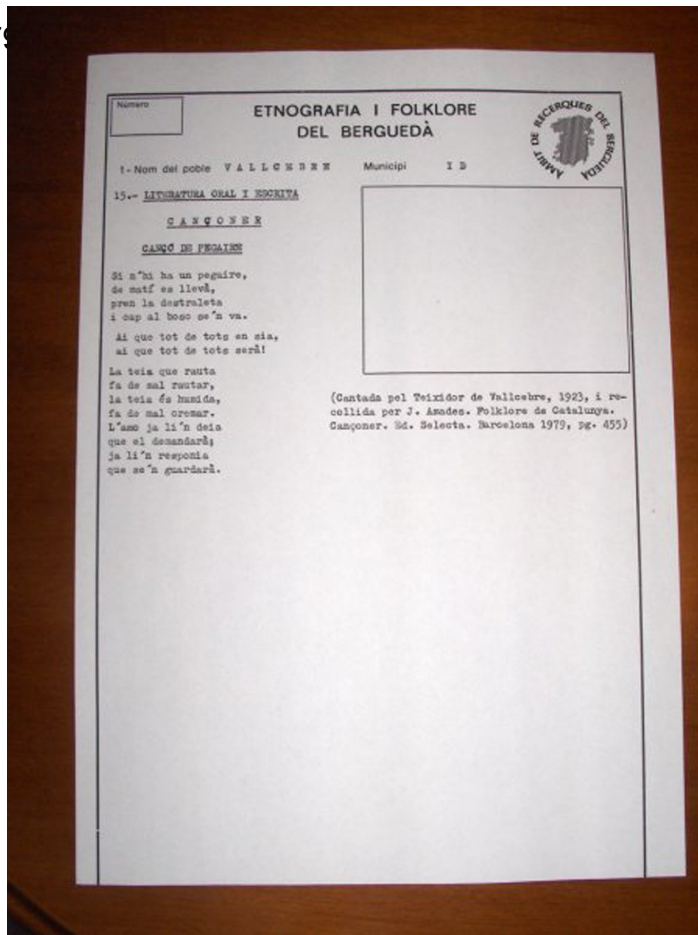 Número
ETNOGRAFIA I FOLKLORE
DEL BERGUEDÀ
ÀMBIT DE RECERQUES DEL BERGUEDÀ
1 - Nom del poble V A L L C E B R E Municipi I D
15.- LITERATURA ORAL I ESCRITA
C A N Ç O N E R
CANÇÓ DE PEGAIRE
Si n'hi ha un pegaire,
de matí es llevà,
pren la destraleta
i cap al bosc se'n va.
Ai que tot de tots en sia,
ai que tot de tots serà!
La teia que rauta
fa de mal rautar,
la teia és humida,
fa de mal cremar.
L'amo ja li'n deia
que el demandarà;
ja li'n responia
que se'n guardarà.
(Cantada pel Teixidor de Vallcebre, 1923, i re-
collida per J. Amades. Folklore de Catalunya.
Cançoner. Ed. Selecta. Barcelona 1979, pg. 455)